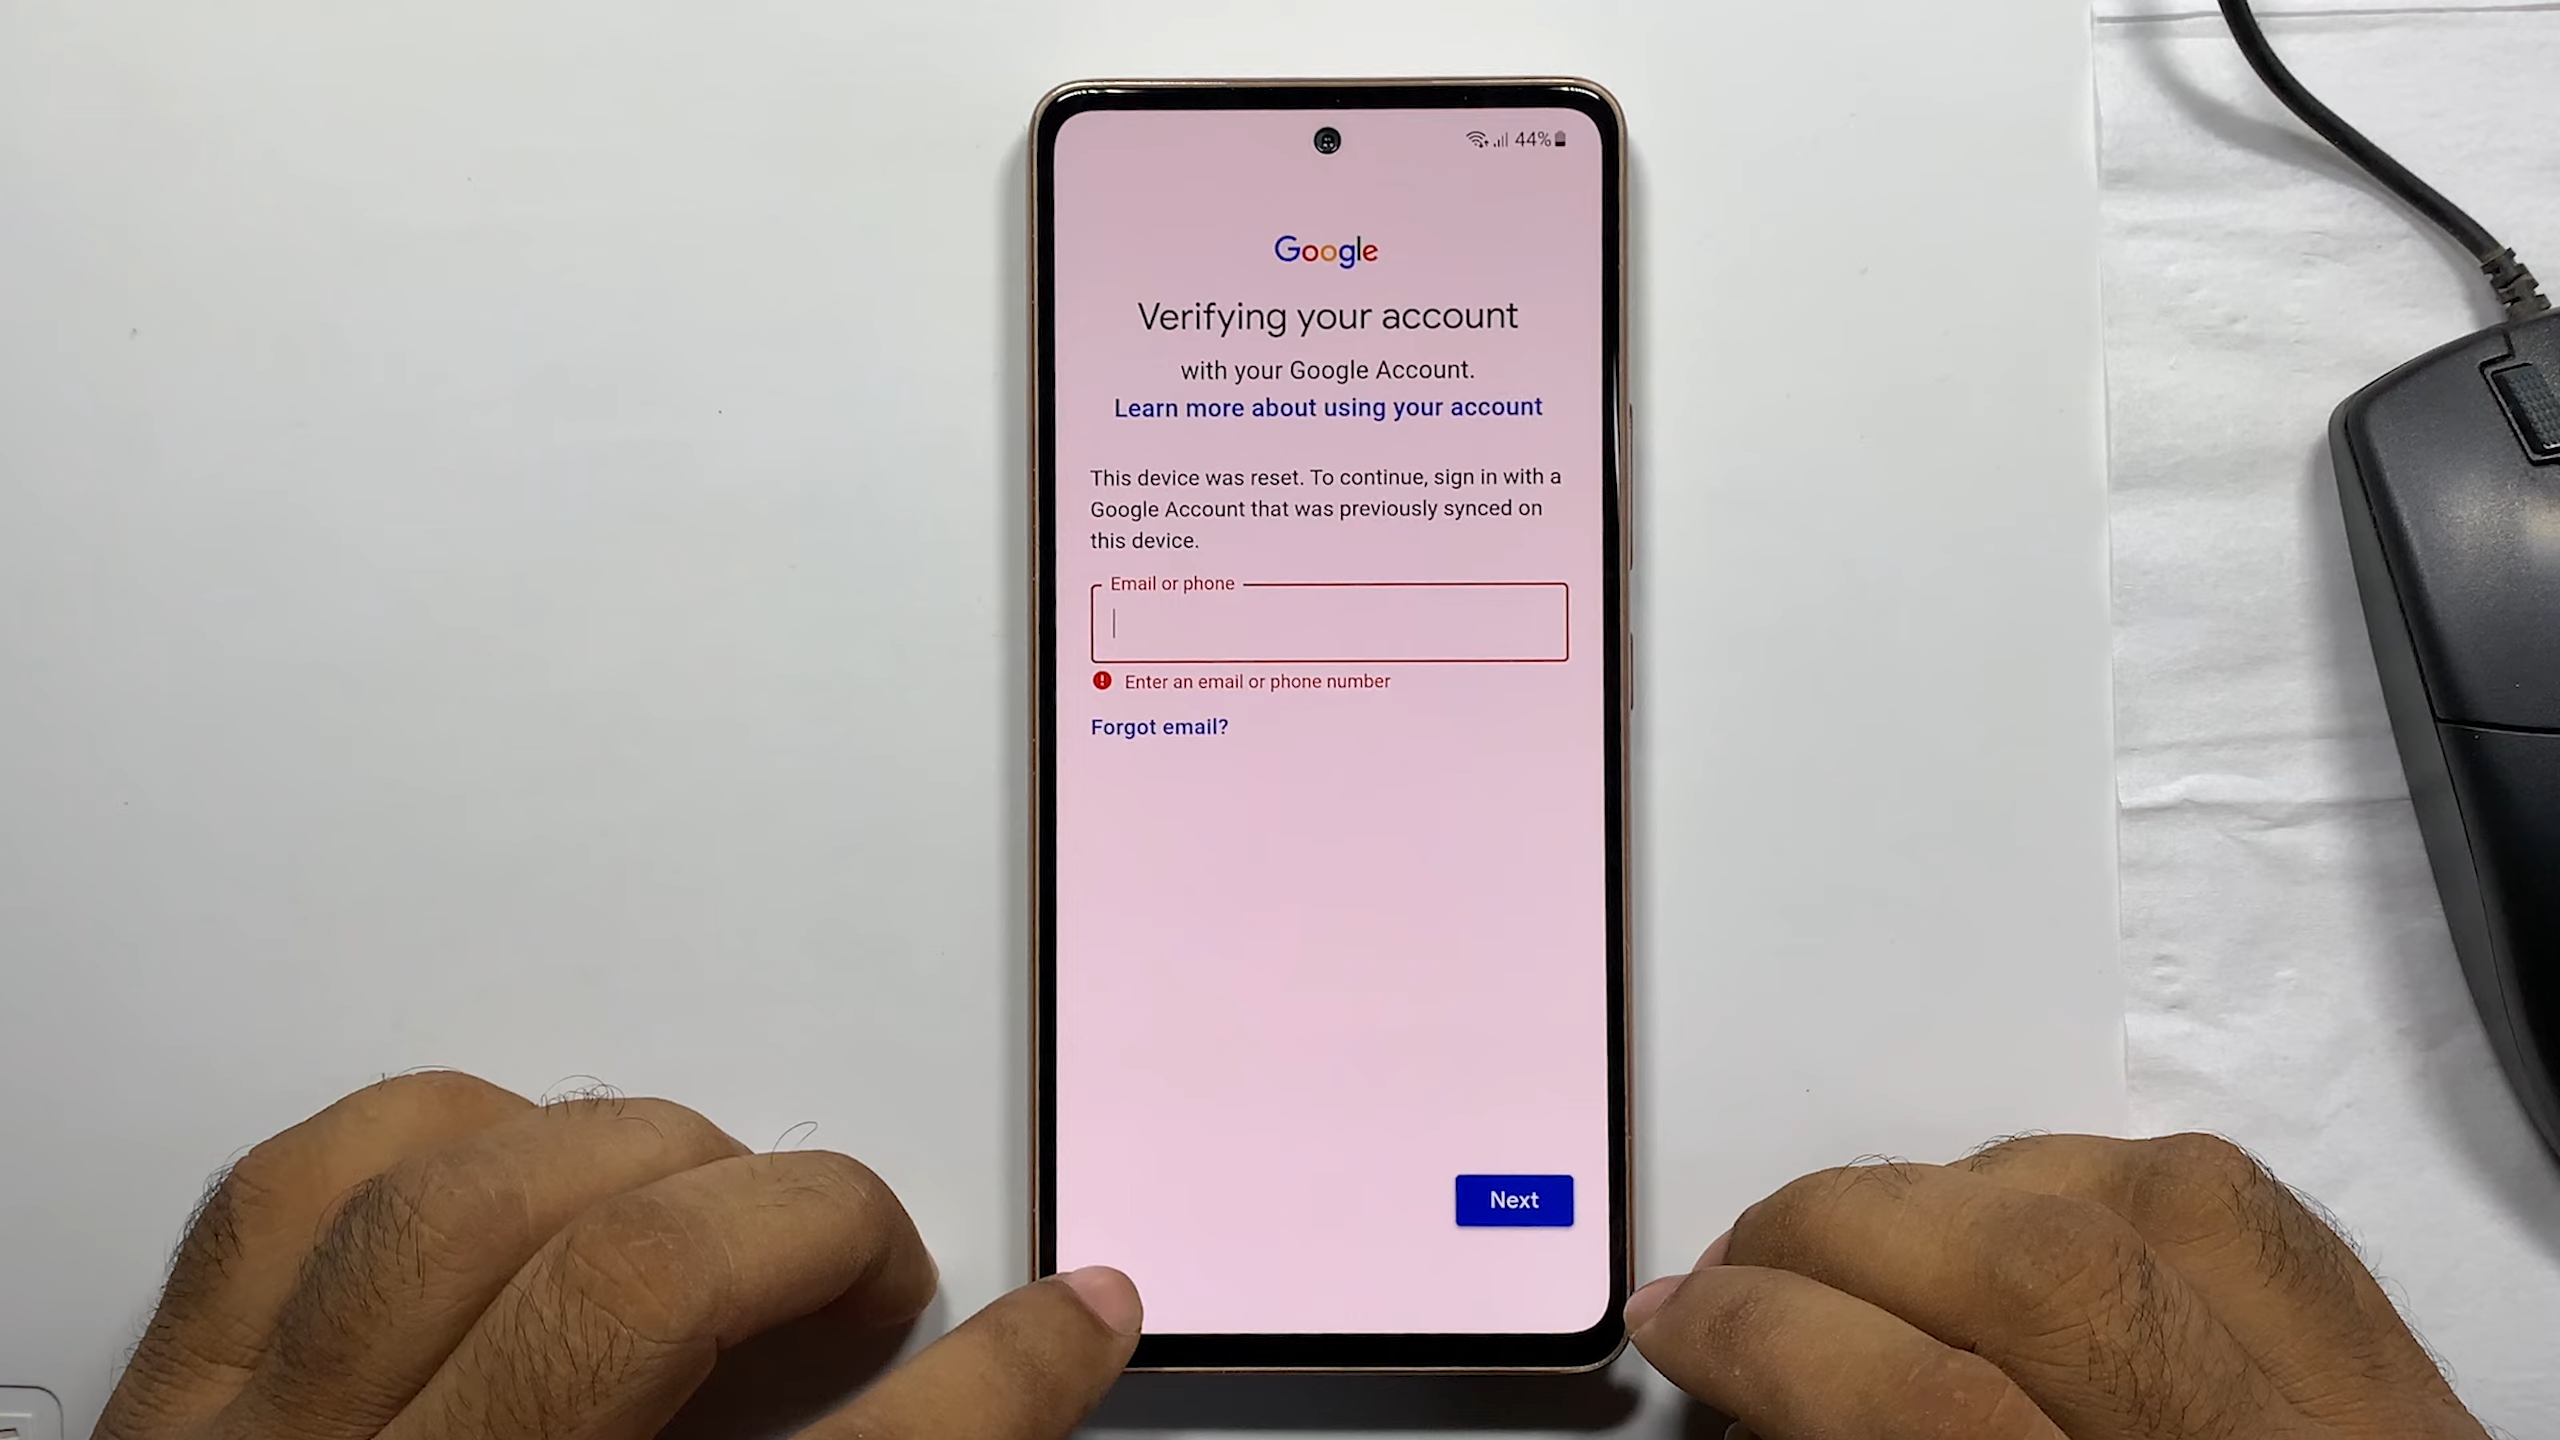 44%
Google
Verifying your account
with your Google Account.
Learn more about using your account
This device was reset. To continue, sign in with a
Google Account that was previously synced on
this device.
Email or phone
Enter an email or phone number
Forgot email?
Next